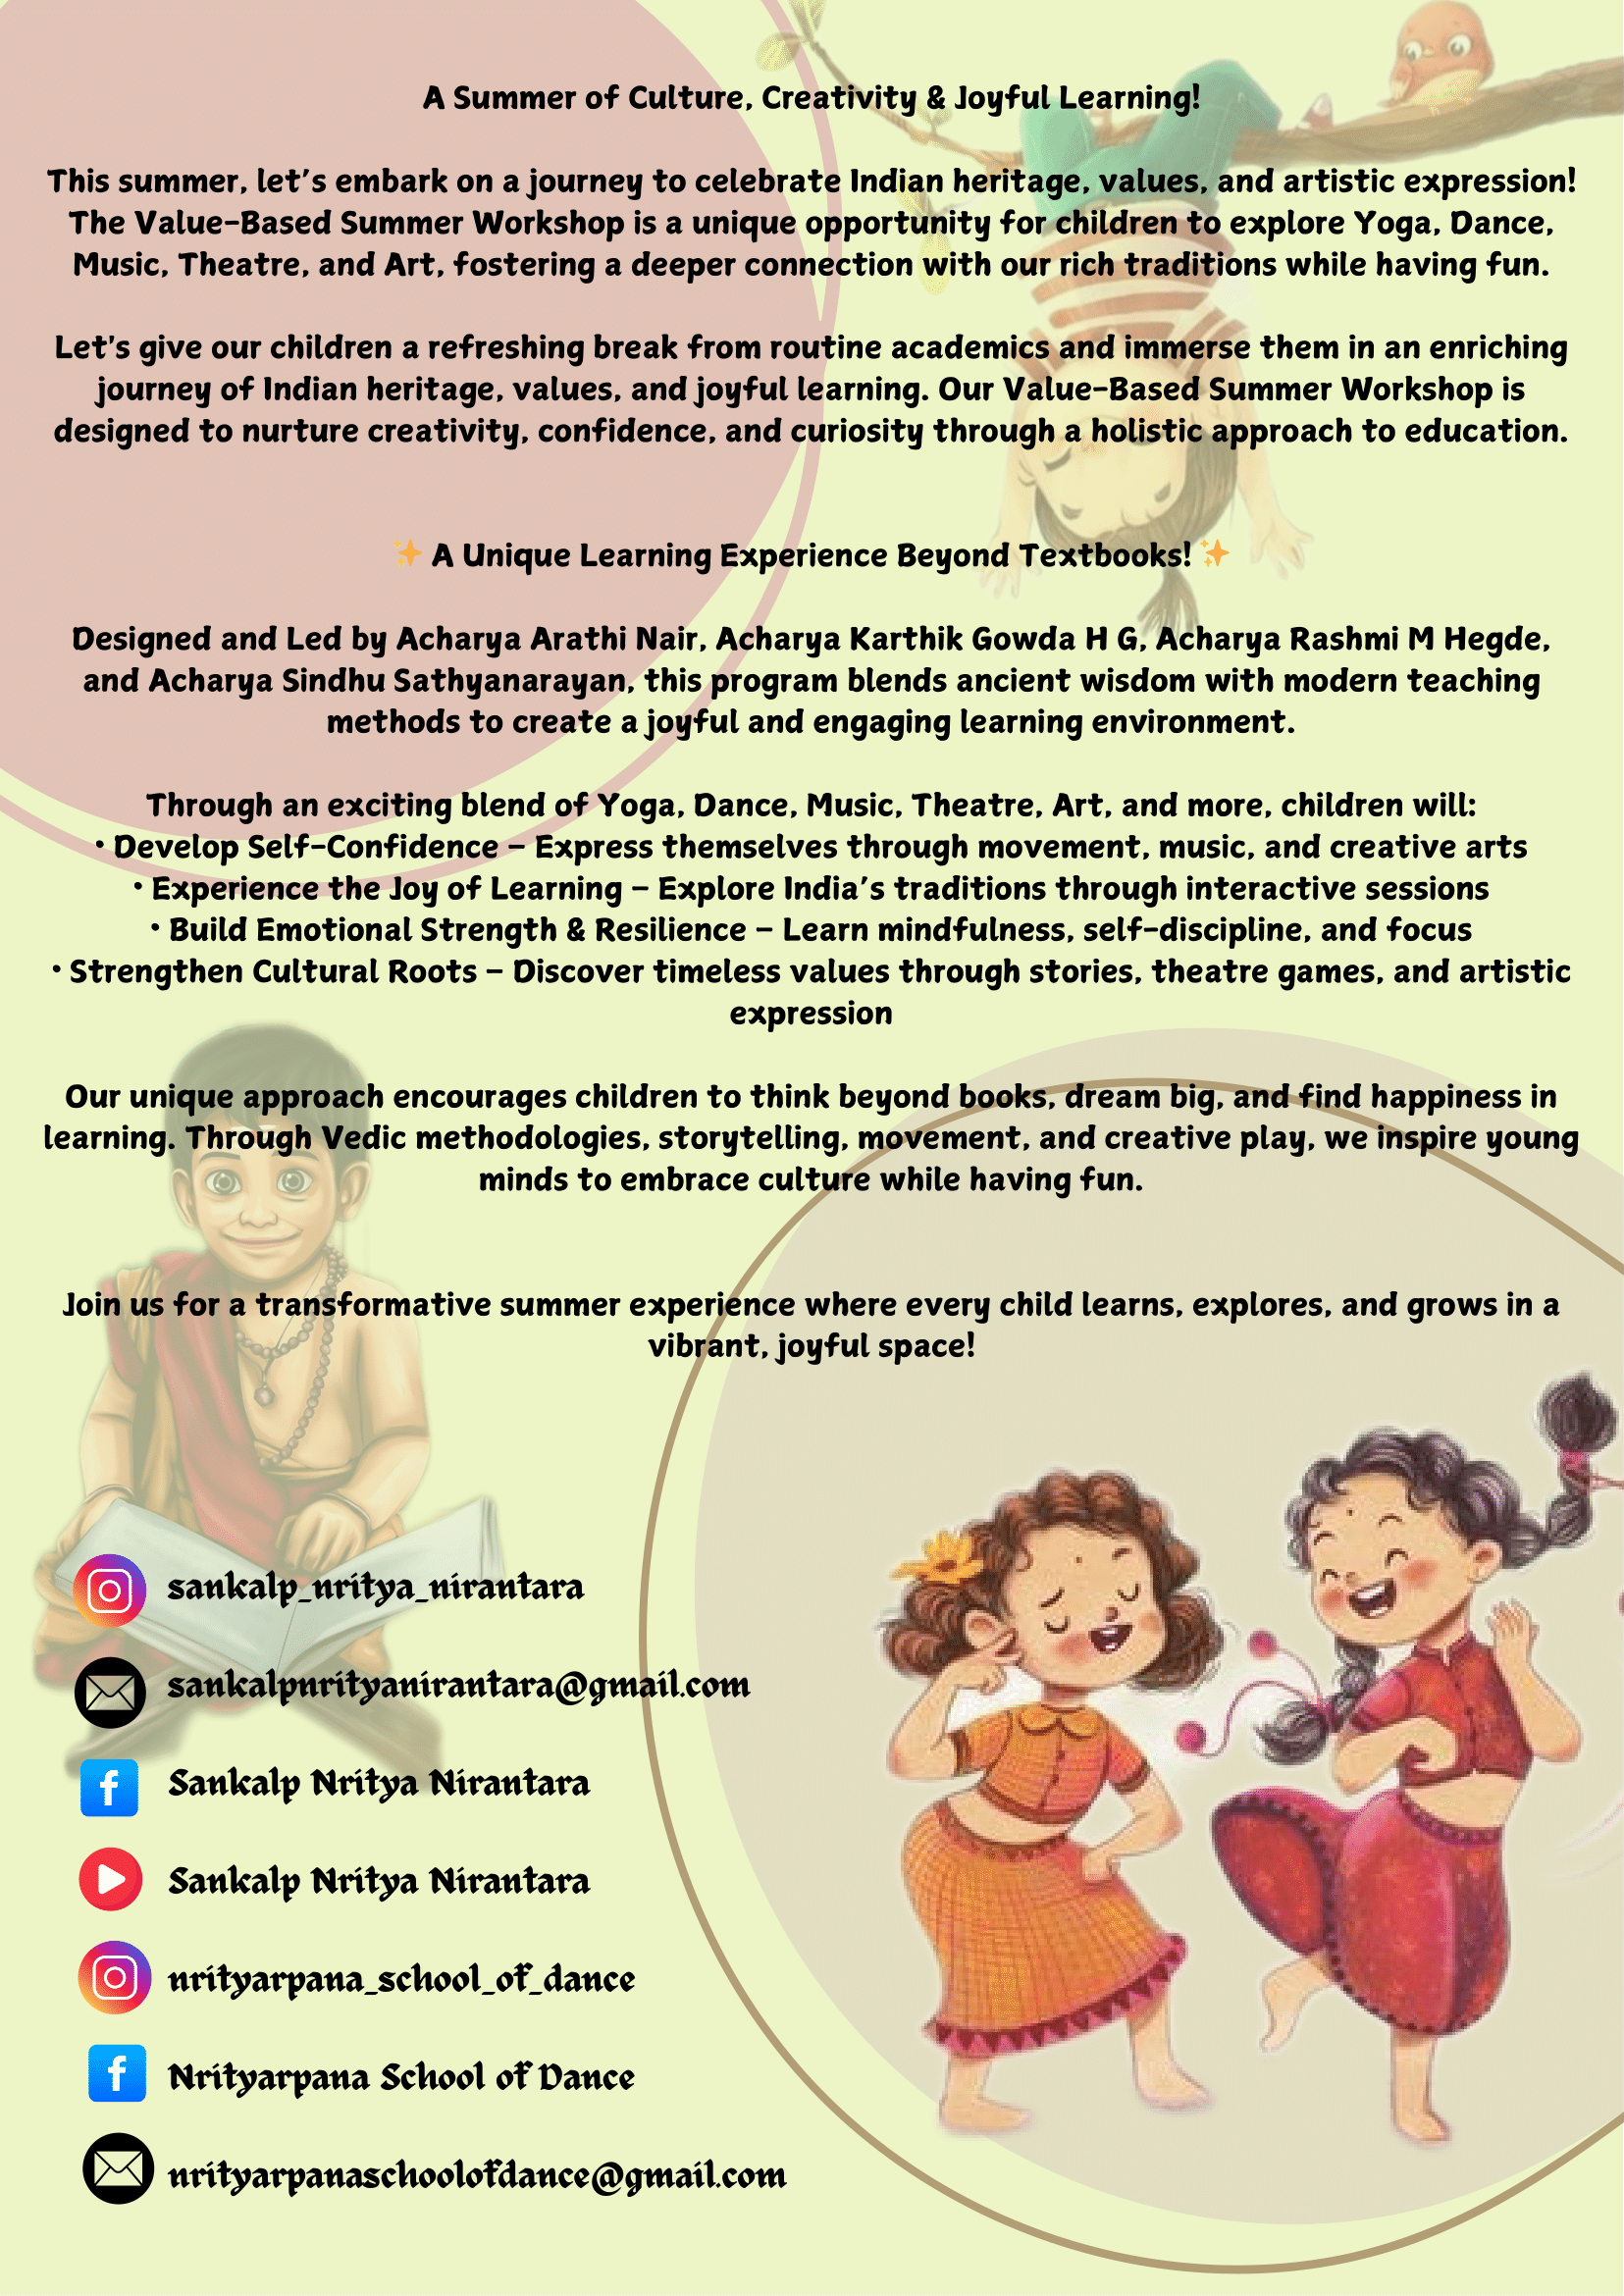 A Summer of Culture, Creativity & Joyful Learning!
This summer, let's embark on a journey to celebrate Indian heritage, values, and artistic expression!
The Value-Based Summer Workshop is a unique opportunity for children to explore Yoga, Dance,
Music, Theatre, and Art, fostering a deeper connection with our rich traditions while having fun.
Let's give our children a refreshing break from routine academics and immerse them in an enriching
journey of Indian heritage, values, and joyful learning. Our Value-Based Summer Workshop is
designed to nurture creativity, confidence, and curiosity through a holistic approach to education.
✨ A Unique Learning Experience Beyond Textbooks! ✨
Designed and Led by Acharya Arathi Nair, Acharya Karthik Gowda H G, Acharya Rashmi M Hegde,
and Acharya Sindhu Sathyanarayan, this program blends ancient wisdom with modern teaching
methods to create a joyful and engaging learning environment.
Through an exciting blend of Yoga, Dance, Music, Theatre, Art, and more, children will:
• Develop Self-Confidence – Express themselves through movement, music, and creative arts
• Experience the Joy of Learning – Explore India's traditions through interactive sessions
• Build Emotional Strength & Resilience – Learn mindfulness, self-discipline, and focus
• Strengthen Cultural Roots – Discover timeless values through stories, theatre games, and artistic
expression
Our unique approach encourages children to think beyond books, dream big, and find happiness in
learning. Through Vedic methodologies, storytelling, movement, and creative play, we inspire young
minds to embrace culture while having fun.
Join us for a transformative summer experience where every child learns, explores, and grows in a
vibrant, joyful space!
sankalp_nritya_nirantara
sankalpnrityanirantara@gmail.com
Sankalp Nritya Nirantara
Sankalp Nritya Nirantara
nrityarpana_school_of_dance
Nrityarpana School of Dance
nrityarpanaschoolofdance@gmail.com